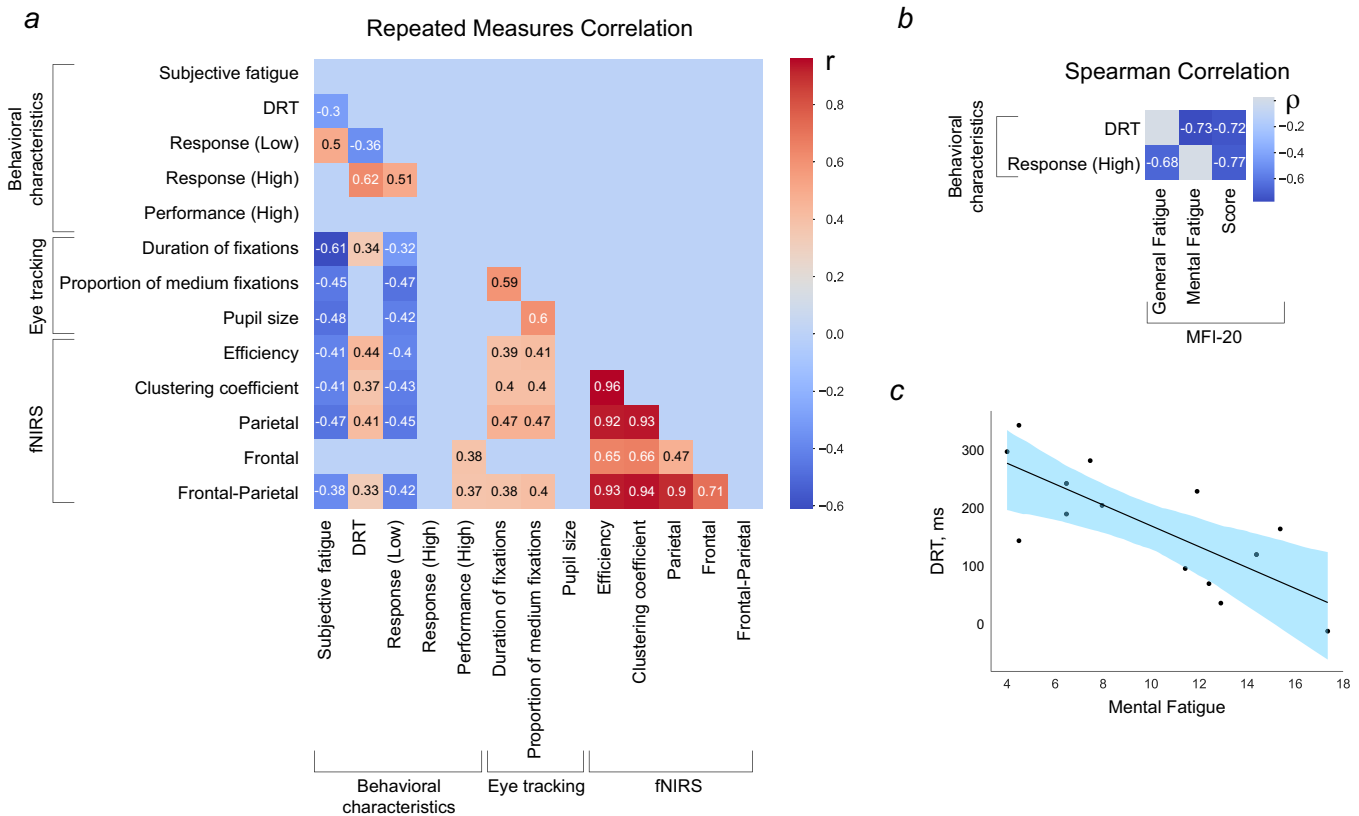 a
Repeated Measures Correlation
r
Behavioral
characteristics
Eye tracking
fNIRS
Subjective fatigue
DRT
-0.3
Response (Low)
0.5 -0.36
Response (High)
0.62 0.51
Performance (High)
Duration of fixations
-0.61 0.34 -0.32
Proportion of medium fixations
-0.45 -0.47 0.59
Pupil size
-0.48 -0.42 0.6
Efficiency
-0.41 0.44 -0.4 0.39 0.41
Clustering coefficient
-0.41 0.37 -0.43 0.4 0.4 0.96
Parietal
-0.47 0.41 -0.45 0.47 0.47 0.92 0.93
Frontal
0.38 0.65 0.66 0.47
Frontal-Parietal
-0.38 0.33 -0.42 0.37 0.38 0.4 0.93 0.94 0.9 0.71
0.8
0.6
0.4
0.2
0.0
−0.2
−0.4
−0.6
Subjective fatigue
DRT
Response (Low)
Response (High)
Performance (High)
Duration of fixations
Proportion of medium fixations
Pupil size
Efficiency
Clustering coefficient
Parietal
Frontal
Frontal-Parietal
Behavioral
characteristics
Eye tracking
fNIRS
b
Spearman Correlation
ρ
Behavioral
characteristics
DRT
-0.73 -0.72
Response (High)
-0.68 -0.77
−0.2
−0.4
−0.6
General Fatigue
Mental Fatigue
Score
MFI-20
c
DRT, ms
300
200
100
0
4 6 8 10 12 14 16 18
Mental Fatigue